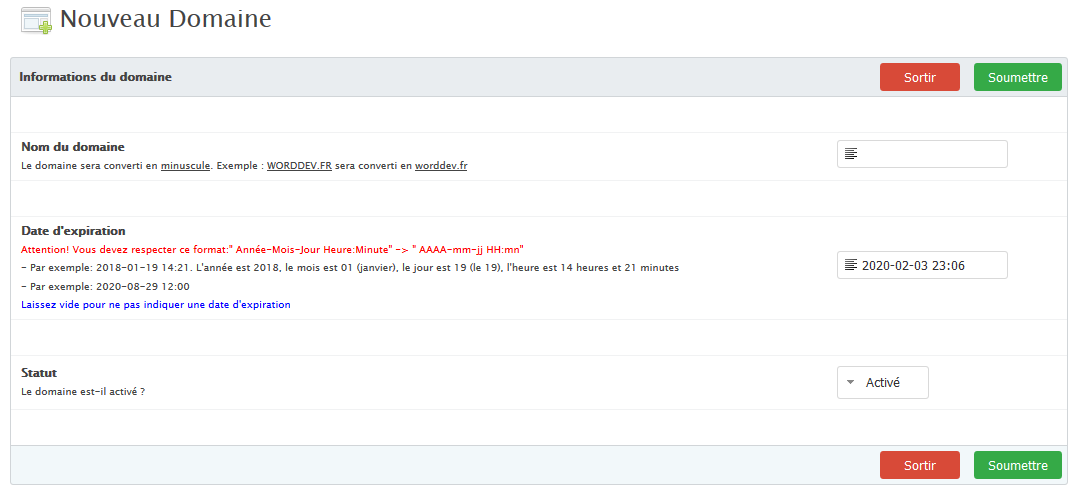 Nouveau Domaine
Informations du domaine
Sortir
Soumettre
Nom du domaine
Le domaine sera converti en minuscule. Exemple : WORDDEV.FR sera converti en worddev.fr
Date d'expiration
Attention! Vous devez respecter ce format:" Année-Mois-Jour Heure:Minute" -> " AAAA-mm-jj HH:mn"
- Par exemple: 2018-01-19 14:21. L'année est 2018, le mois est 01 (janvier), le jour est 19 (le 19), l'heure est 14 heures et 21 minutes
- Par exemple: 2020-08-29 12:00
Laissez vide pour ne pas indiquer une date d'expiration
2020-02-03 23:06
Statut
Le domaine est-il activé ?
Activé
Sortir
Soumettre